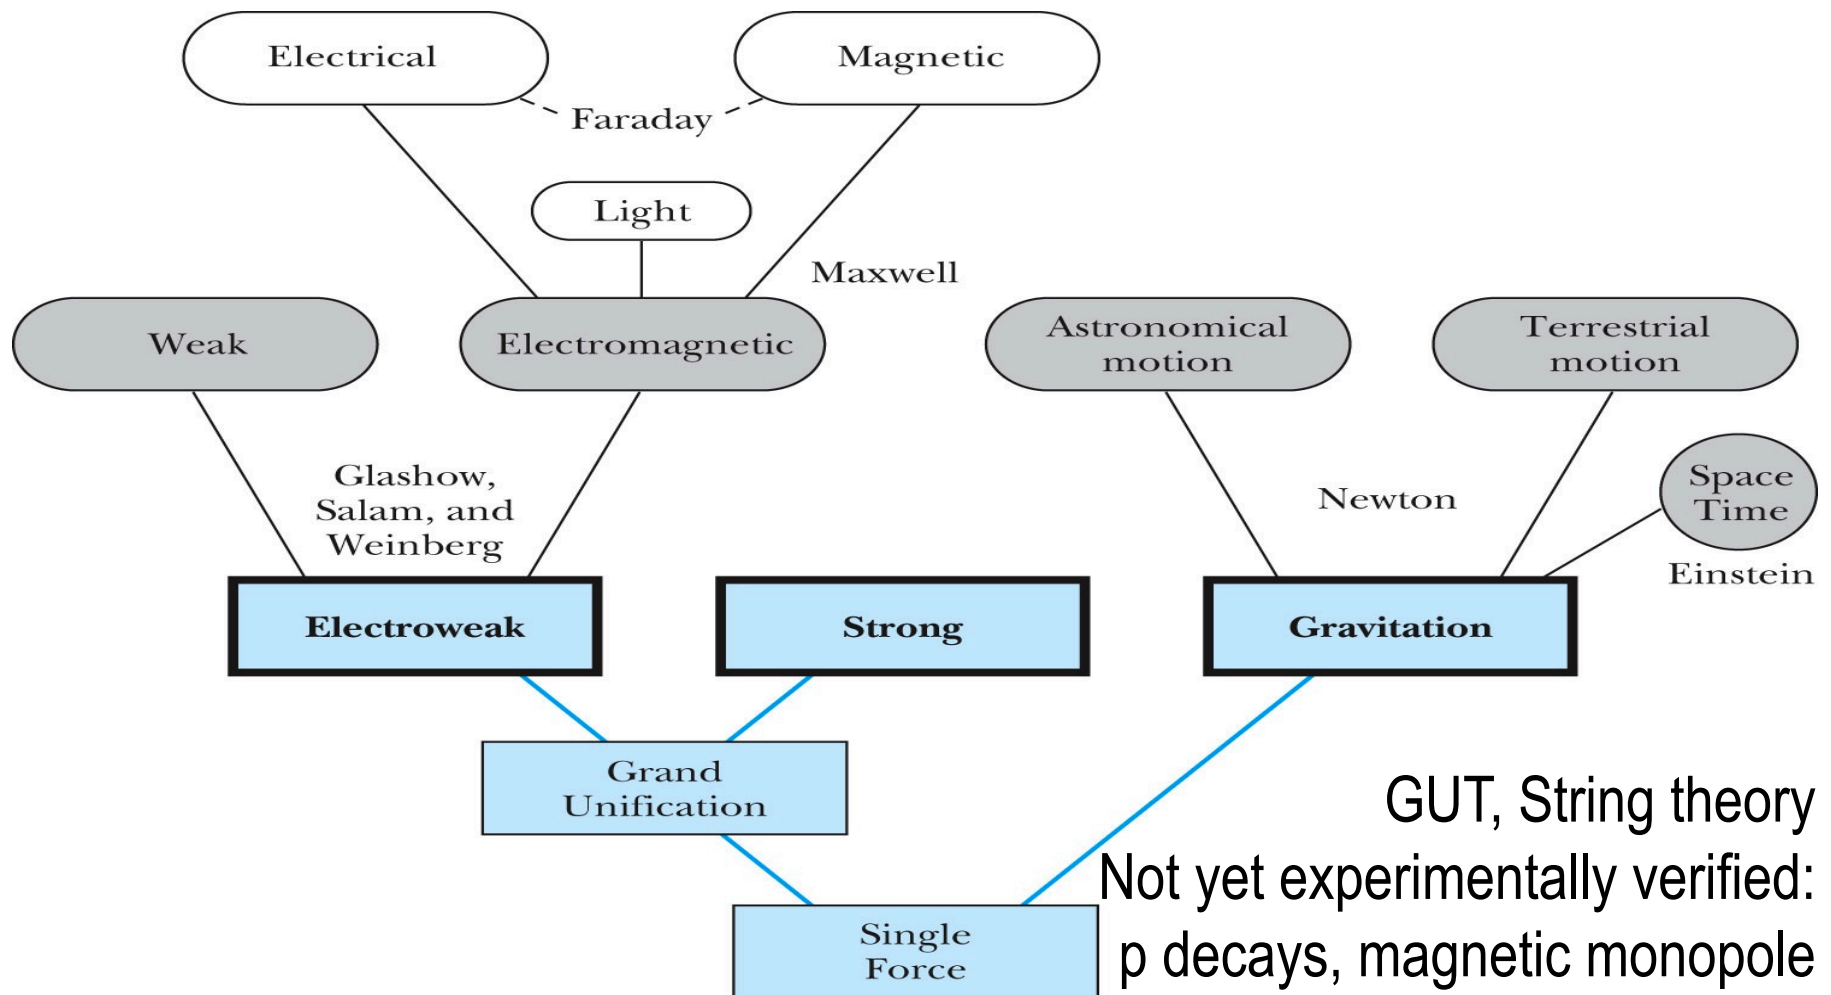 Electrical
Magnetic
Faraday
Light
Maxwell
Weak
Electromagnetic
Astronomical
motion
Terrestrial
motion
Glashow,
Salam, and
Weinberg
Newton
Space
Time
Einstein
Electroweak
Strong
Gravitation
Grand
Unification
GUT, String theory
Not yet experimentally verified:
p decays, magnetic monopole
Single
Force